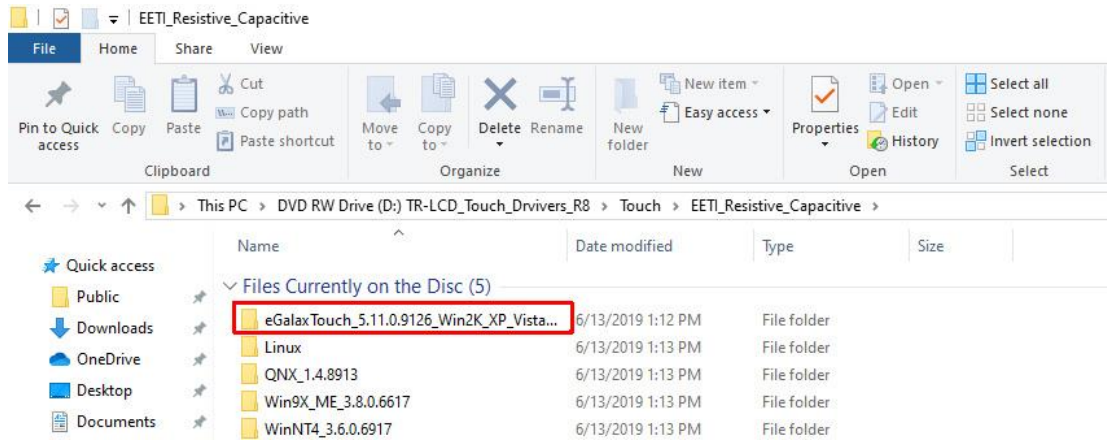 EETI_Resistive_Capacitive
File Home Share View
Pin to Quick access
Copy
Paste
Cut
Copy path
Paste shortcut
Clipboard
Move to
Copy to
Delete
Rename
Organize
New folder
New item
Easy access
New
Properties
Open
Edit
History
Open
Select all
Select none
Invert selection
Select
This PC > DVD RW Drive (D:) TR-LCD_Touch_Drvivers_R8 > Touch > EETI_Resistive_Capacitive >
Quick access
Public
Downloads
OneDrive
Desktop
Documents
Name Date modified Type Size
Files Currently on the Disc (5)
eGalaxTouch_5.11.0.9126_Win2K_XP_Vista... 6/13/2019 1:12 PM File folder
Linux 6/13/2019 1:13 PM File folder
QNX_1.4.8913 6/13/2019 1:13 PM File folder
Win9X_ME_3.8.0.6617 6/13/2019 1:13 PM File folder
WinNT4_3.6.0.6917 6/13/2019 1:13 PM File folder